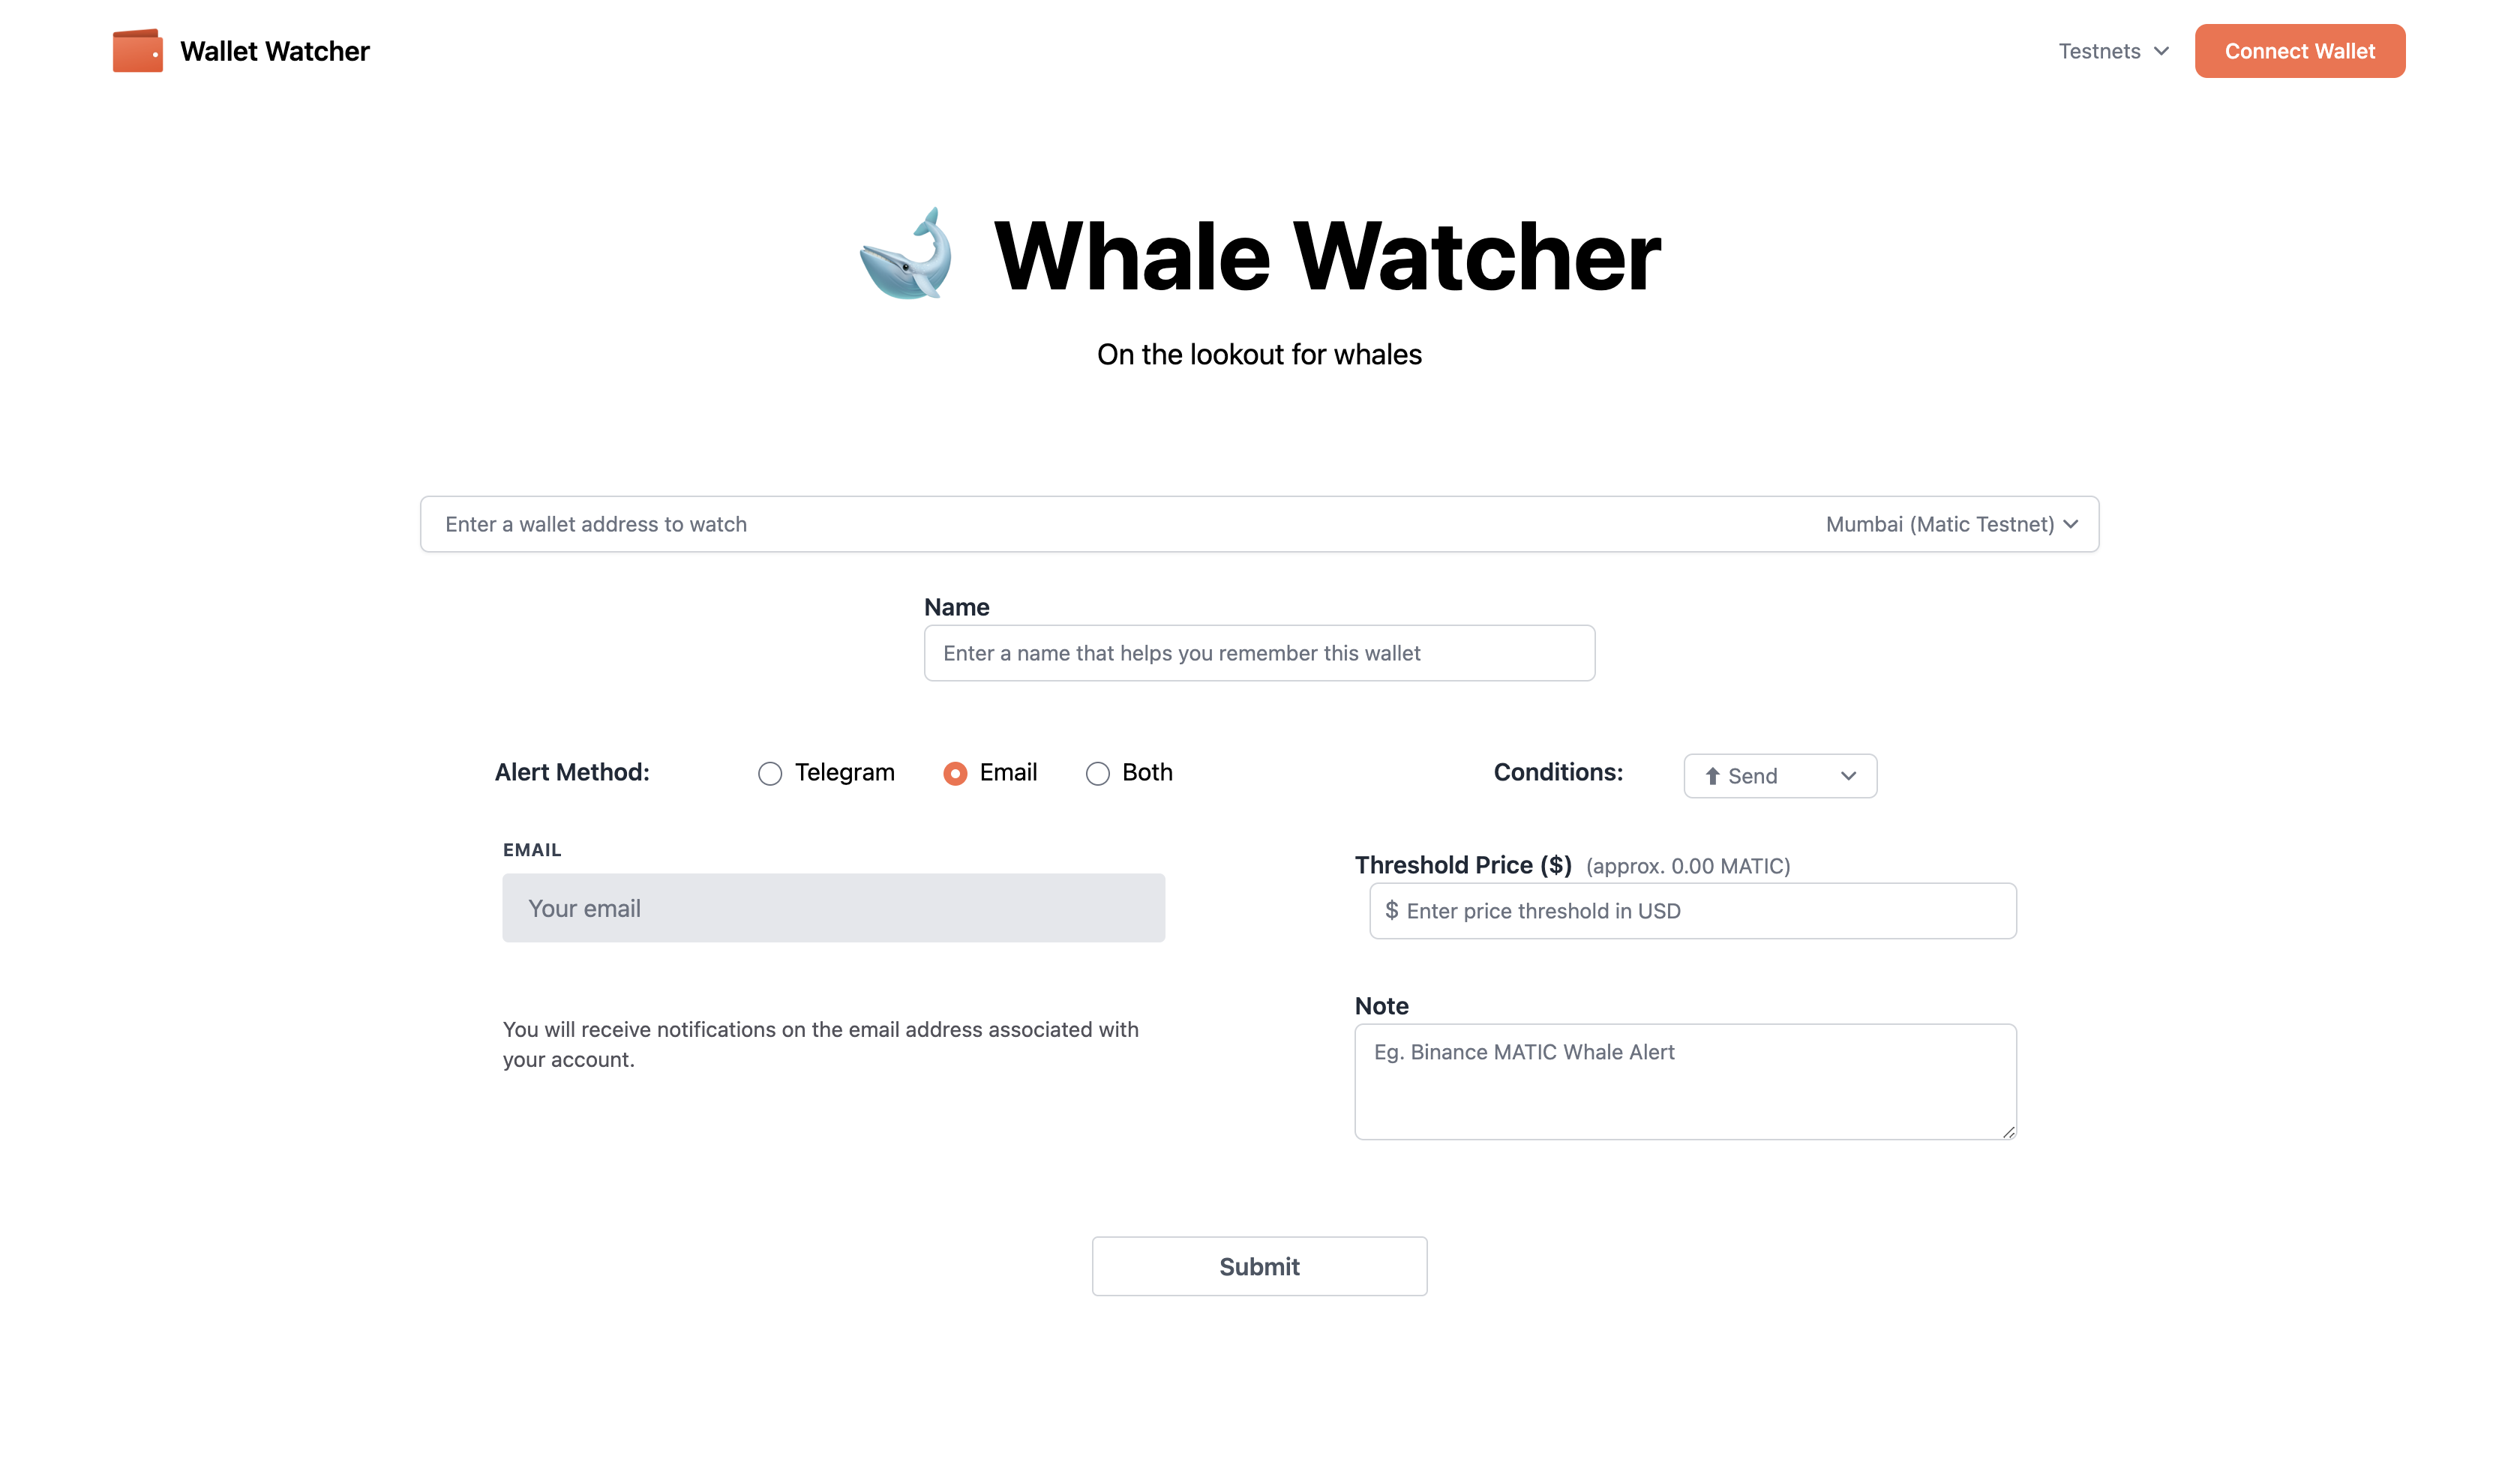 Wallet Watcher
Testnets
Connect Wallet
Whale Watcher
On the lookout for whales
Enter a wallet address to watch
Mumbai (Matic Testnet)
Name
Enter a name that helps you remember this wallet
Alert Method:
Telegram
Email
Both
Conditions:
Send
EMAIL
Your email
You will receive notifications on the email address associated with
your account.
Threshold Price ($) (approx. 0.00 MATIC)
$ Enter price threshold in USD
Note
Eg. Binance MATIC Whale Alert
Submit